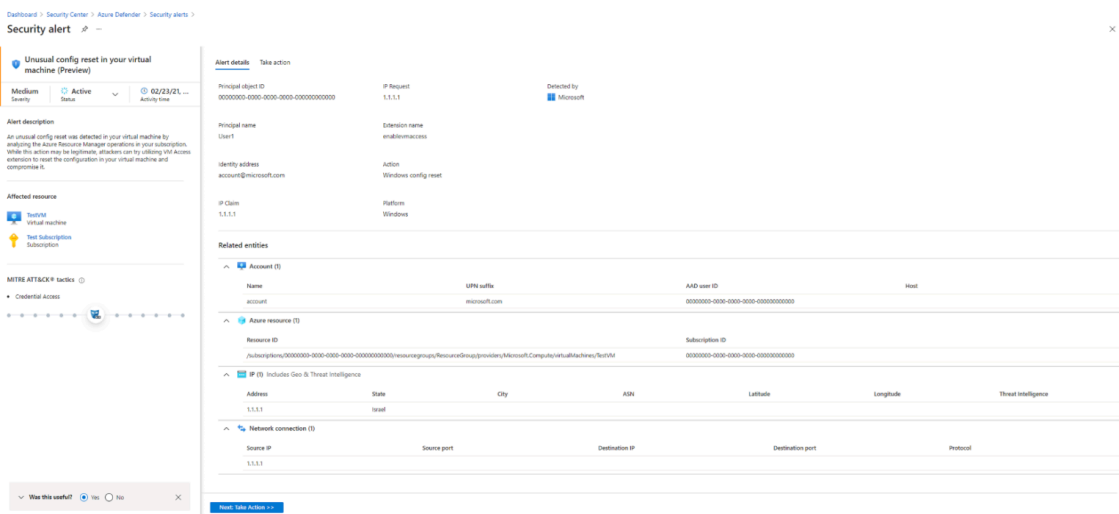 Dashboard > Security Center > Azure Defender > Security alerts >
Security alert
Unusual config reset in your virtual
machine (Preview)
Medium
Severity
Active
Status
02/23/21, ...
Activity time
Alert description
An unusual config reset was detected in your virtual machine by
analyzing the Azure Resource Manager operations in your subscription.
While this action may be legitimate, attackers can try utilizing VM Access
extension to reset the configuration in your virtual machine and
compromise it.
Affected resource
TestVM
Virtual machine
Test Subscription
Subscription
MITRE ATT&CK® tactics
• Credential Access
Was this useful? Yes No
Alert details Take action
Principal object ID
00000000-0000-0000-0000-000000000000
IP Request
1.1.1.1
Detected by
Microsoft
Principal name
User1
Extension name
enablevmaccess
Identity address
account@microsoft.com
Action
Windows config reset
IP Claim
1.1.1.1
Platform
Windows
Related entities
Account (1)
Name UPN suffix AAD user ID Host
account microsoft.com 00000000-0000-0000-0000-000000000000
Azure resource (1)
Resource ID Subscription ID
/subscriptions/00000000-0000-0000-0000-000000000000/resourcegroups/ResourceGroup/providers/Microsoft.Compute/virtualMachines/TestVM 00000000-0000-0000-0000-000000000000
IP (1) Includes Geo & Threat Intelligence
Address State City ASN Latitude Longitude Threat Intelligence
1.1.1.1 Israel
Network connection (1)
Source IP Source port Destination IP Destination port Protocol
1.1.1.1
Next: Take Action >>